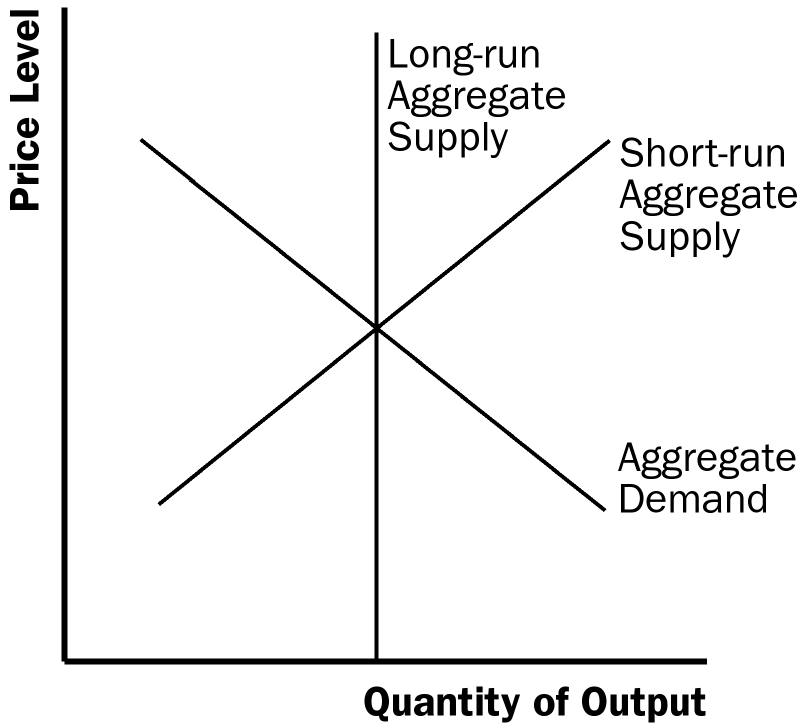 Price Level
Long-run
Aggregate
Supply
Short-run
Aggregate
Supply
Aggregate
Demand
Quantity of Output